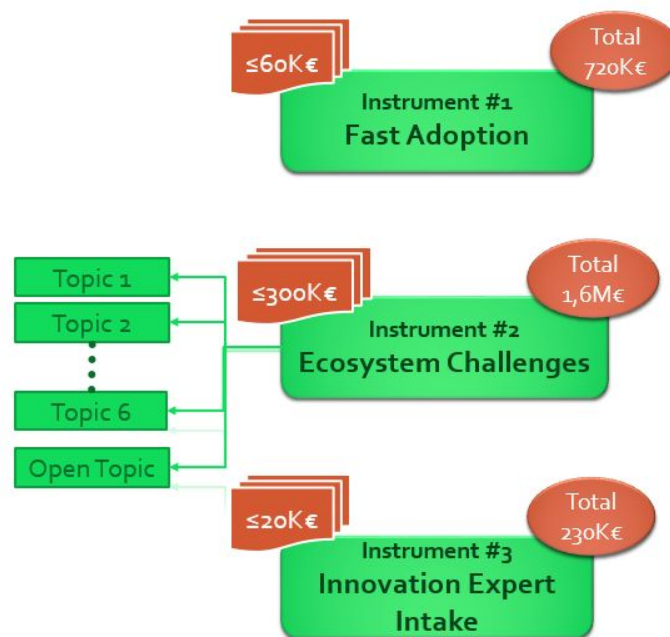 ≤60K€
Total
720K€
Instrument #1
Fast Adoption
Topic 1
Topic 2
Topic 6
Open Topic
≤300K€
Total
1,6M€
Instrument #2
Ecosystem Challenges
≤20K€
Total
230K€
Instrument #3
Innovation Expert
Intake